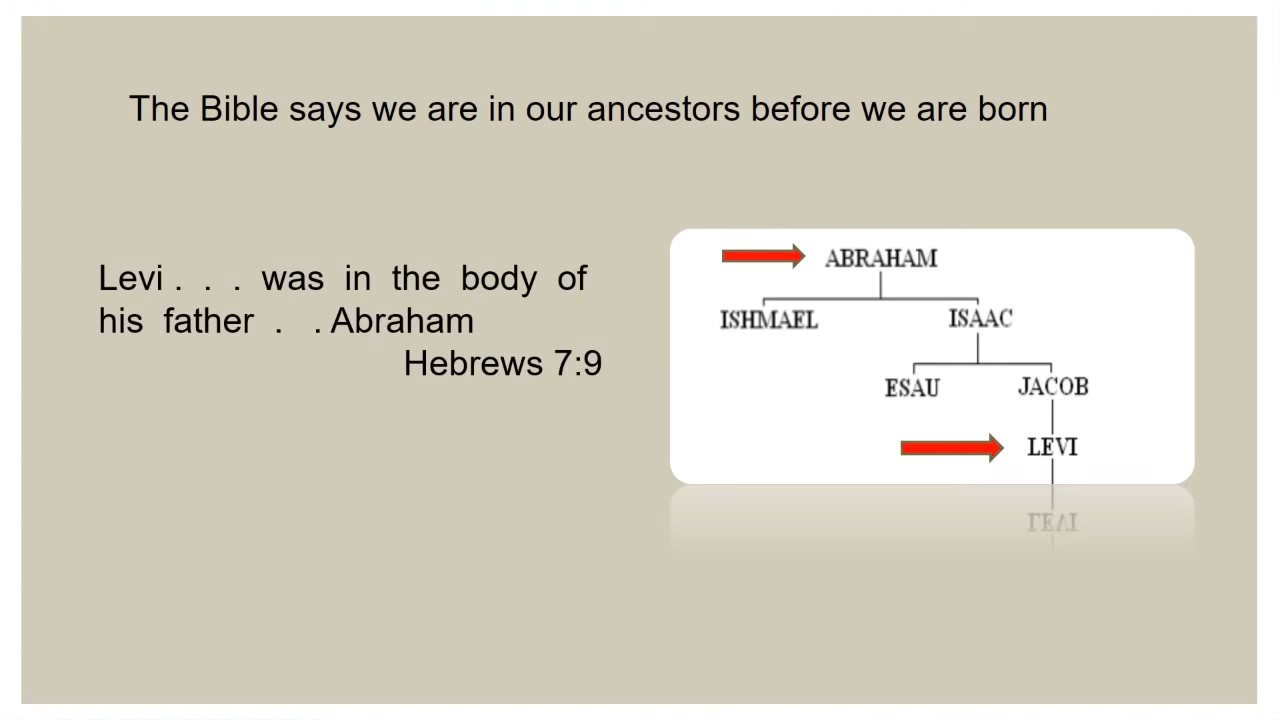 The Bible says we are in our ancestors before we are born
Levi . . . was in the body of
his father . . Abraham
Hebrews 7:9
ABRAHAM
ISHMAEL ISAAC
ESAU JACOB
LEVI